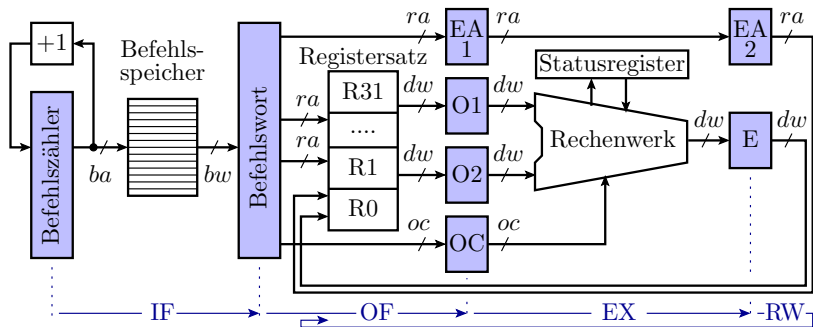 +1
Befehls-
speicher
Befehlszähler
ba
bw
Befehlswort
ra
EA
1
ra
EA
2
ra
Registersatz
Statusregister
R31
....
R1
R0
ra
ra
dw
O1
dw
dw
O2
dw
Rechenwerk
dw
E
dw
oc
OC
oc
IF
OF
EX
RW